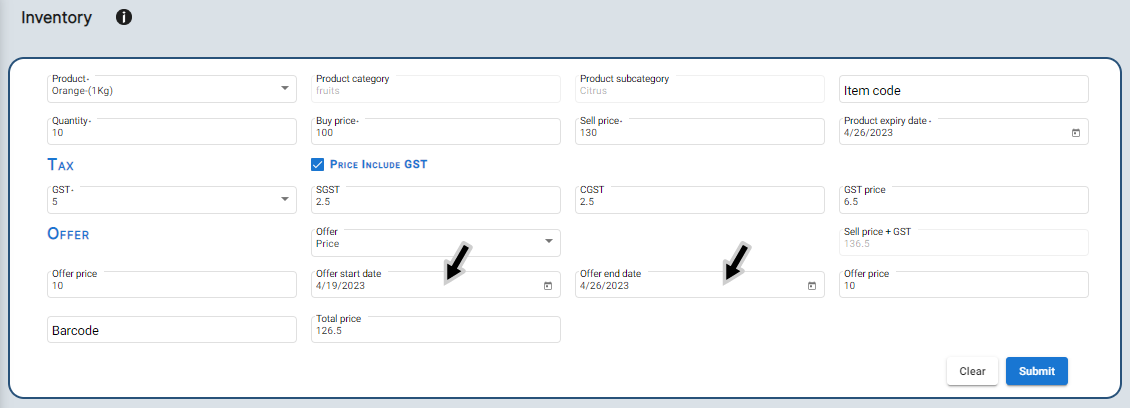 Inventory
Product* Product category Product subcategory
Orange-(1Kg) fruits Citrus Item code
Quantity* Buy price* Sell price* Product expiry date *
10 100 130 4/26/2023
Tax Price Include GST
GST* SGST CGST GST price
5 2.5 2.5 6.5
Offer Offer Sell price + GST
Price 136.5
Offer price Offer start date Offer end date Offer price
10 4/19/2023 4/26/2023 10
Barcode Total price
126.5
Clear Submit